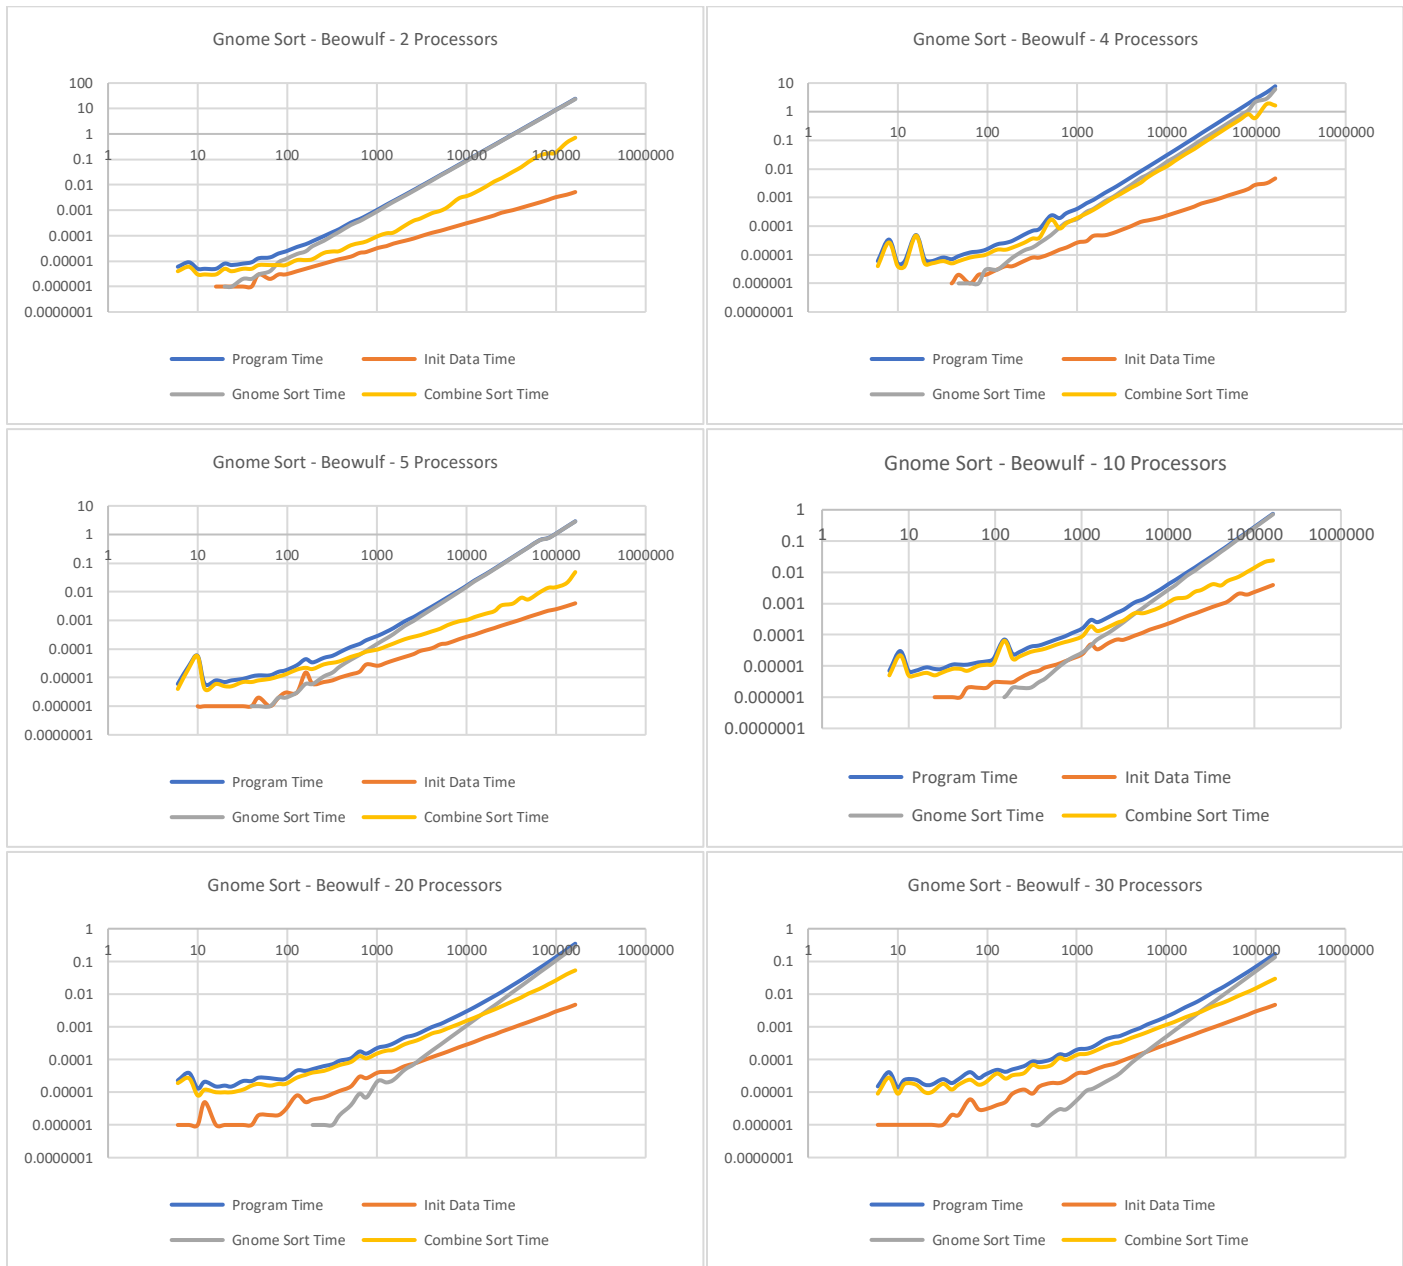 Gnome Sort - Beowulf - 2 Processors
100
10
1
0.1
0.01
0.001
0.0001
0.00001
0.000001
0.0000001
1 10 100 1000 10000 100000 1000000
Program Time Init Data Time
Gnome Sort Time Combine Sort Time
Gnome Sort - Beowulf - 4 Processors
10
1
0.1
0.01
0.001
0.0001
0.00001
0.000001
0.0000001
1 10 100 1000 10000 100000 1000000
Program Time Init Data Time
Gnome Sort Time Combine Sort Time
Gnome Sort - Beowulf - 5 Processors
10
1
0.1
0.01
0.001
0.0001
0.00001
0.000001
0.0000001
1 10 100 1000 10000 100000 1000000
Program Time Init Data Time
Gnome Sort Time Combine Sort Time
Gnome Sort - Beowulf - 10 Processors
1
0.1
0.01
0.001
0.0001
0.00001
0.000001
0.0000001
1 10 100 1000 10000 100000 1000000
Program Time Init Data Time
Gnome Sort Time Combine Sort Time
Gnome Sort - Beowulf - 20 Processors
1
0.1
0.01
0.001
0.0001
0.00001
0.000001
0.0000001
1 10 100 1000 10000 100000 1000000
Program Time Init Data Time
Gnome Sort Time Combine Sort Time
Gnome Sort - Beowulf - 30 Processors
1
0.1
0.01
0.001
0.0001
0.00001
0.000001
0.0000001
1 10 100 1000 10000 100000 1000000
Program Time Init Data Time
Gnome Sort Time Combine Sort Time